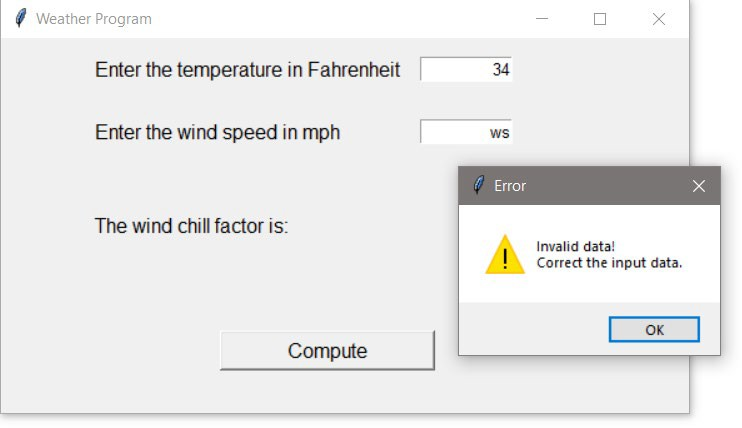 Weather Program
Enter the temperature in Fahrenheit 34
Enter the wind speed in mph ws
Error
The wind chill factor is:
Invalid data!
Correct the input data.
OK
Compute